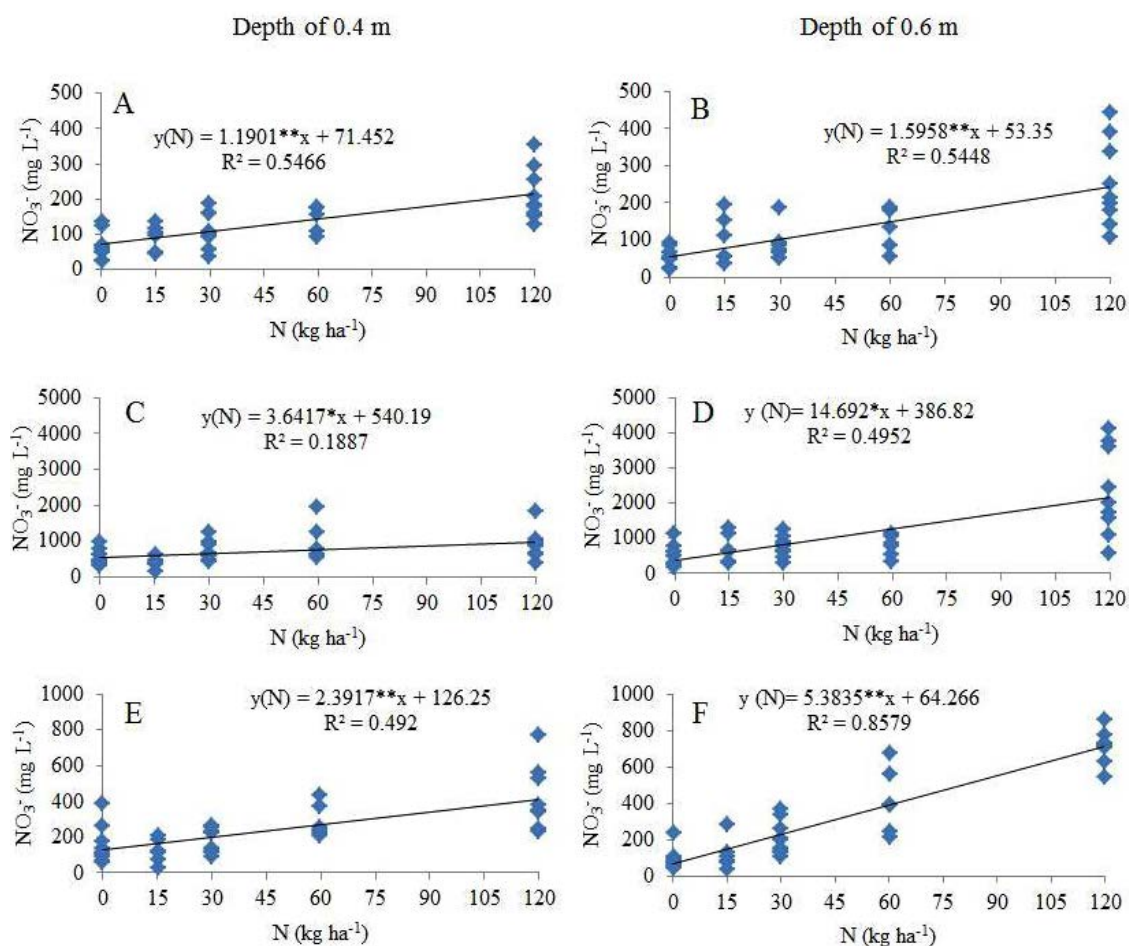 Depth of 0.4 m
Depth of 0.6 m
A
y(N) = 1.1901**x + 71.452
R² = 0.5466
NO₃⁻ (mg L⁻¹)
500
400
300
200
100
0
0 15 30 45 60 75 90 105 120
N (kg ha⁻¹)
B
y(N) = 1.5958**x + 53.35
R² = 0.5448
NO₃⁻ (mg L⁻¹)
500
400
300
200
100
0
0 15 30 45 60 75 90 105 120
N (kg ha⁻¹)
C
y(N) = 3.6417*x + 540.19
R² = 0.1887
NO₃⁻ (mg L⁻¹)
5000
4000
3000
2000
1000
0
0 15 30 45 60 75 90 105 120
N (kg ha⁻¹)
D
y (N)= 14.692*x + 386.82
R² = 0.4952
NO₃⁻ (mg L⁻¹)
5000
4000
3000
2000
1000
0
0 15 30 45 60 75 90 105 120
N (kg ha⁻¹)
E
y(N) = 2.3917**x + 126.25
R² = 0.492
NO₃⁻ (mg L⁻¹)
1000
800
600
400
200
0
0 15 30 45 60 75 90 105 120
N (kg ha⁻¹)
F
y (N)= 5.3835**x + 64.266
R² = 0.8579
NO₃⁻ (mg L⁻¹)
1000
800
600
400
200
0
0 15 30 45 60 75 90 105 120
N (kg ha⁻¹)